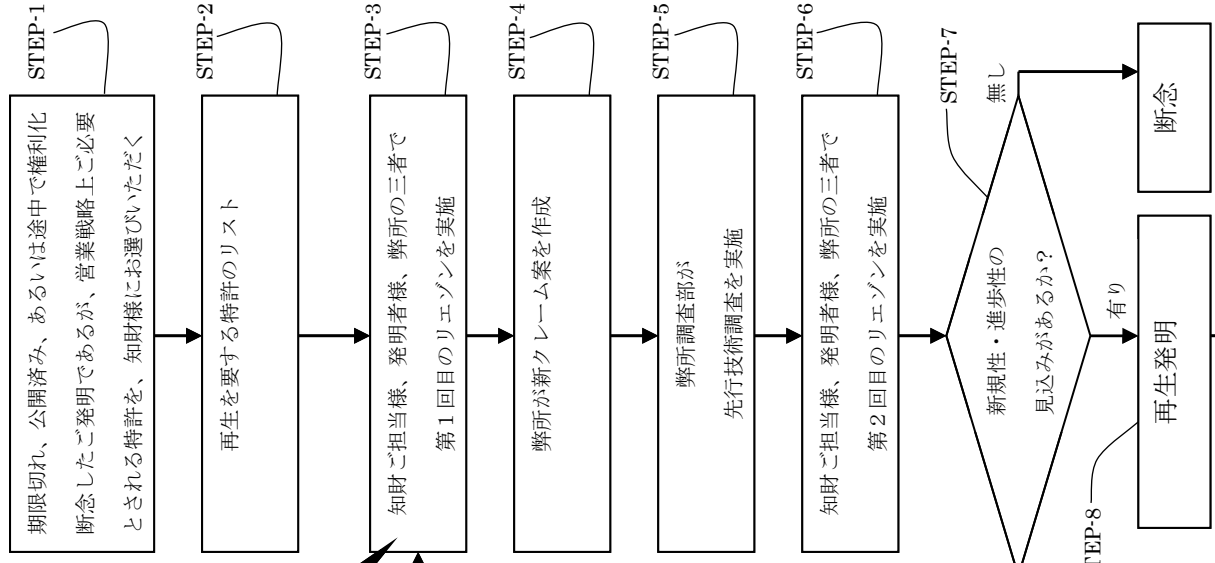 STEP-1
期限切れ、公開済み、あるいは途中で権利化
断念したご発明であるが、営業戦略上ご必要
とされる特許を、知財様にお選びいただく
STEP-2
再生を要する特許のリスト
STEP-3
知財ご担当様、発明者様、弊所の三者で
第１回目のリエゾンを実施
STEP-4
弊所が新クレーム案を作成
STEP-5
弊所調査部が
先行技術調査を実施
STEP-6
知財ご担当様、発明者様、弊所の三者で
第２回目のリエゾンを実施
STEP-7
新規性・進歩性の
見込みがあるか？
無し
有り
断念
TEP-8
再生発明